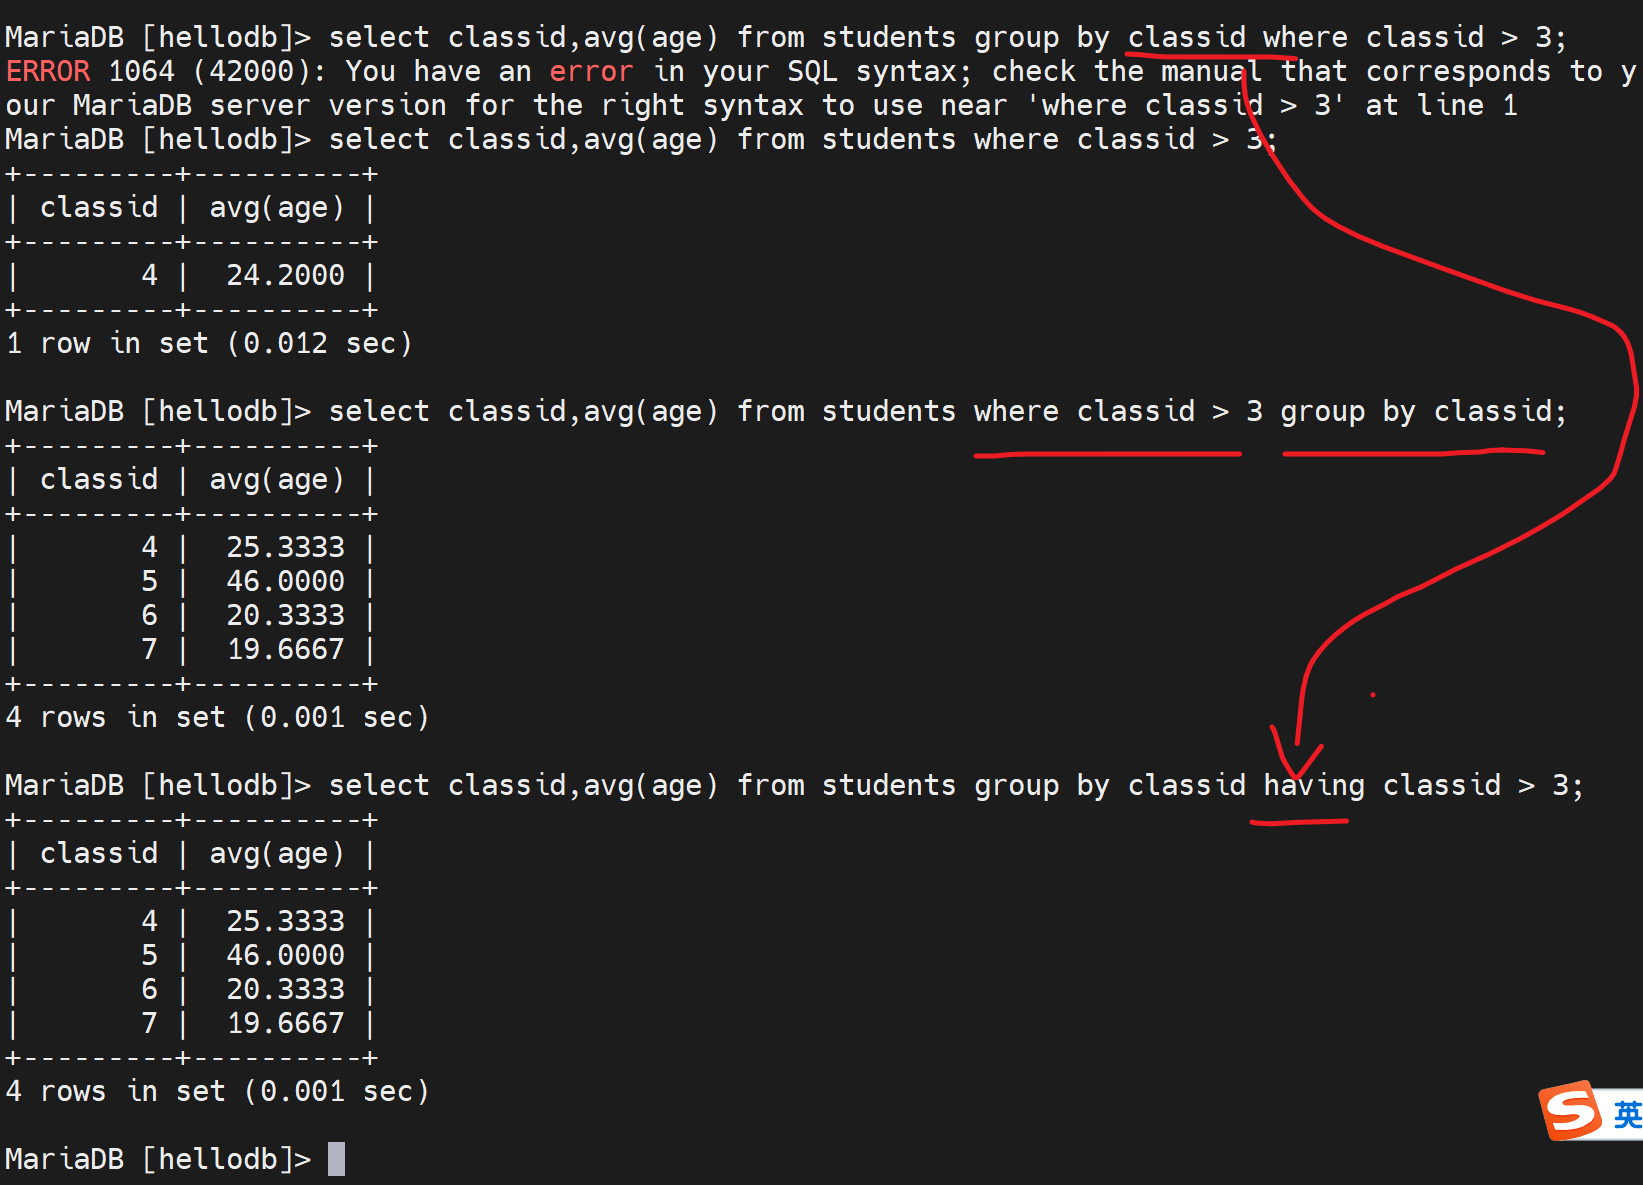 MariaDB [hellodb]> select classid,avg(age) from students group by classid where classid > 3;
ERROR 1064 (42000): You have an error in your SQL syntax; check the manual that corresponds to y
our MariaDB server version for the right syntax to use near 'where classid > 3' at line 1
MariaDB [hellodb]> select classid,avg(age) from students where classid > 3;
+---------+----------+
| classid | avg(age) |
+---------+----------+
|       4 |  24.2000 |
+---------+----------+
1 row in set (0.012 sec)
MariaDB [hellodb]> select classid,avg(age) from students where classid > 3 group by classid;
+---------+----------+
| classid | avg(age) |
+---------+----------+
|       4 |  25.3333 |
|       5 |  46.0000 |
|       6 |  20.3333 |
|       7 |  19.6667 |
+---------+----------+
4 rows in set (0.001 sec)
MariaDB [hellodb]> select classid,avg(age) from students group by classid having classid > 3;
+---------+----------+
| classid | avg(age) |
+---------+----------+
|       4 |  25.3333 |
|       5 |  46.0000 |
|       6 |  20.3333 |
|       7 |  19.6667 |
+---------+----------+
4 rows in set (0.001 sec)
S 英
MariaDB [hellodb]>